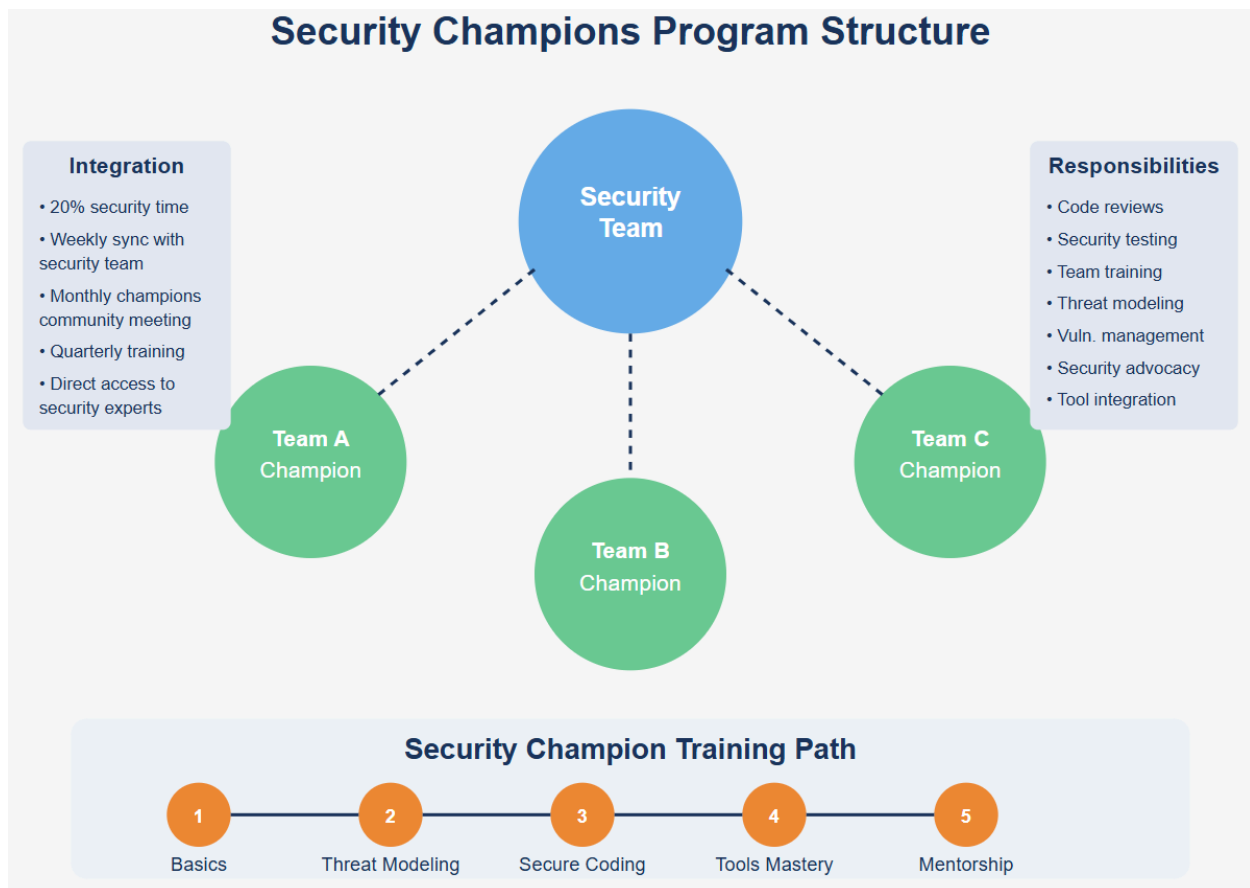 Security Champions Program Structure
Integration
• 20% security time
• Weekly sync with
security team
• Monthly champions
community meeting
• Quarterly training
• Direct access to
security experts
Security
Team
Responsibilities
• Code reviews
• Security testing
• Team training
• Threat modeling
• Vuln. management
• Security advocacy
• Tool integration
Team A
Champion
Team B
Champion
Team C
Champion
Security Champion Training Path
1
2
3
4
5
Basics
Threat Modeling
Secure Coding
Tools Mastery
Mentorship